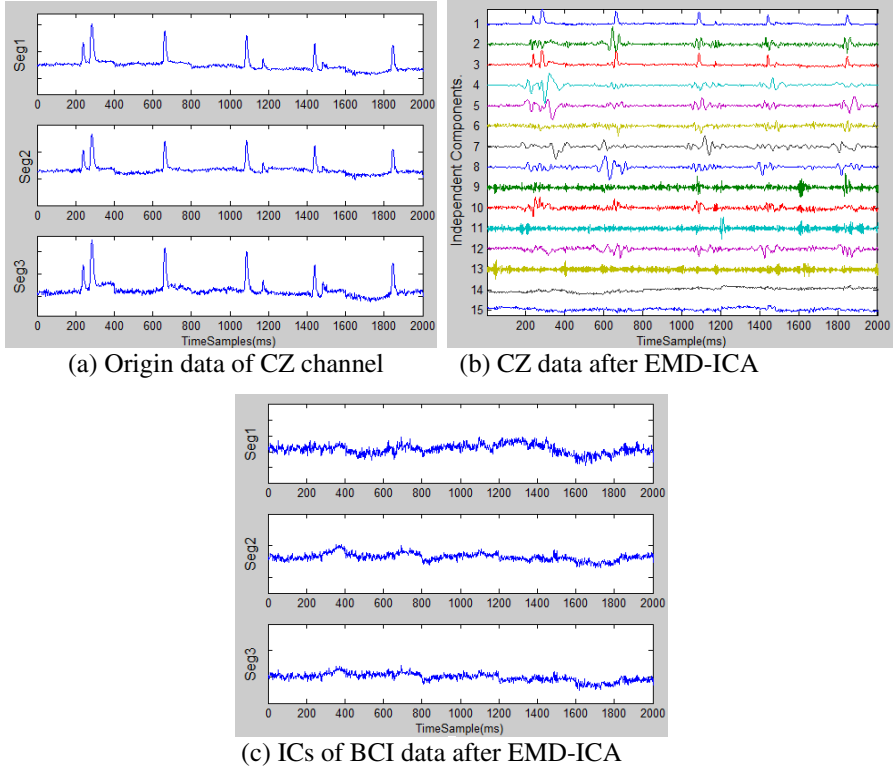 Seg1
0 200 400 600 800 1000 1200 1400 1600 1800 2000
Seg2
0 200 400 600 800 1000 1200 1400 1600 1800 2000
Seg3
0 200 400 600 800 1000 1200 1400 1600 1800 2000
TimeSamples(ms)
(a) Origin data of CZ channel
Independent Components.
1
2
3
4
5
6
7
8
9
10
11
12
13
14
15
200 400 600 800 1000 1200 1400 1600 1800 2000
TimeSample(ms)
(b) CZ data after EMD-ICA
Seg1
0 200 400 600 800 1000 1200 1400 1600 1800 2000
Seg2
0 200 400 600 800 1000 1200 1400 1600 1800 2000
Seg3
0 200 400 600 800 1000 1200 1400 1600 1800 2000
TimeSample(ms)
(c) ICs of BCI data after EMD-ICA